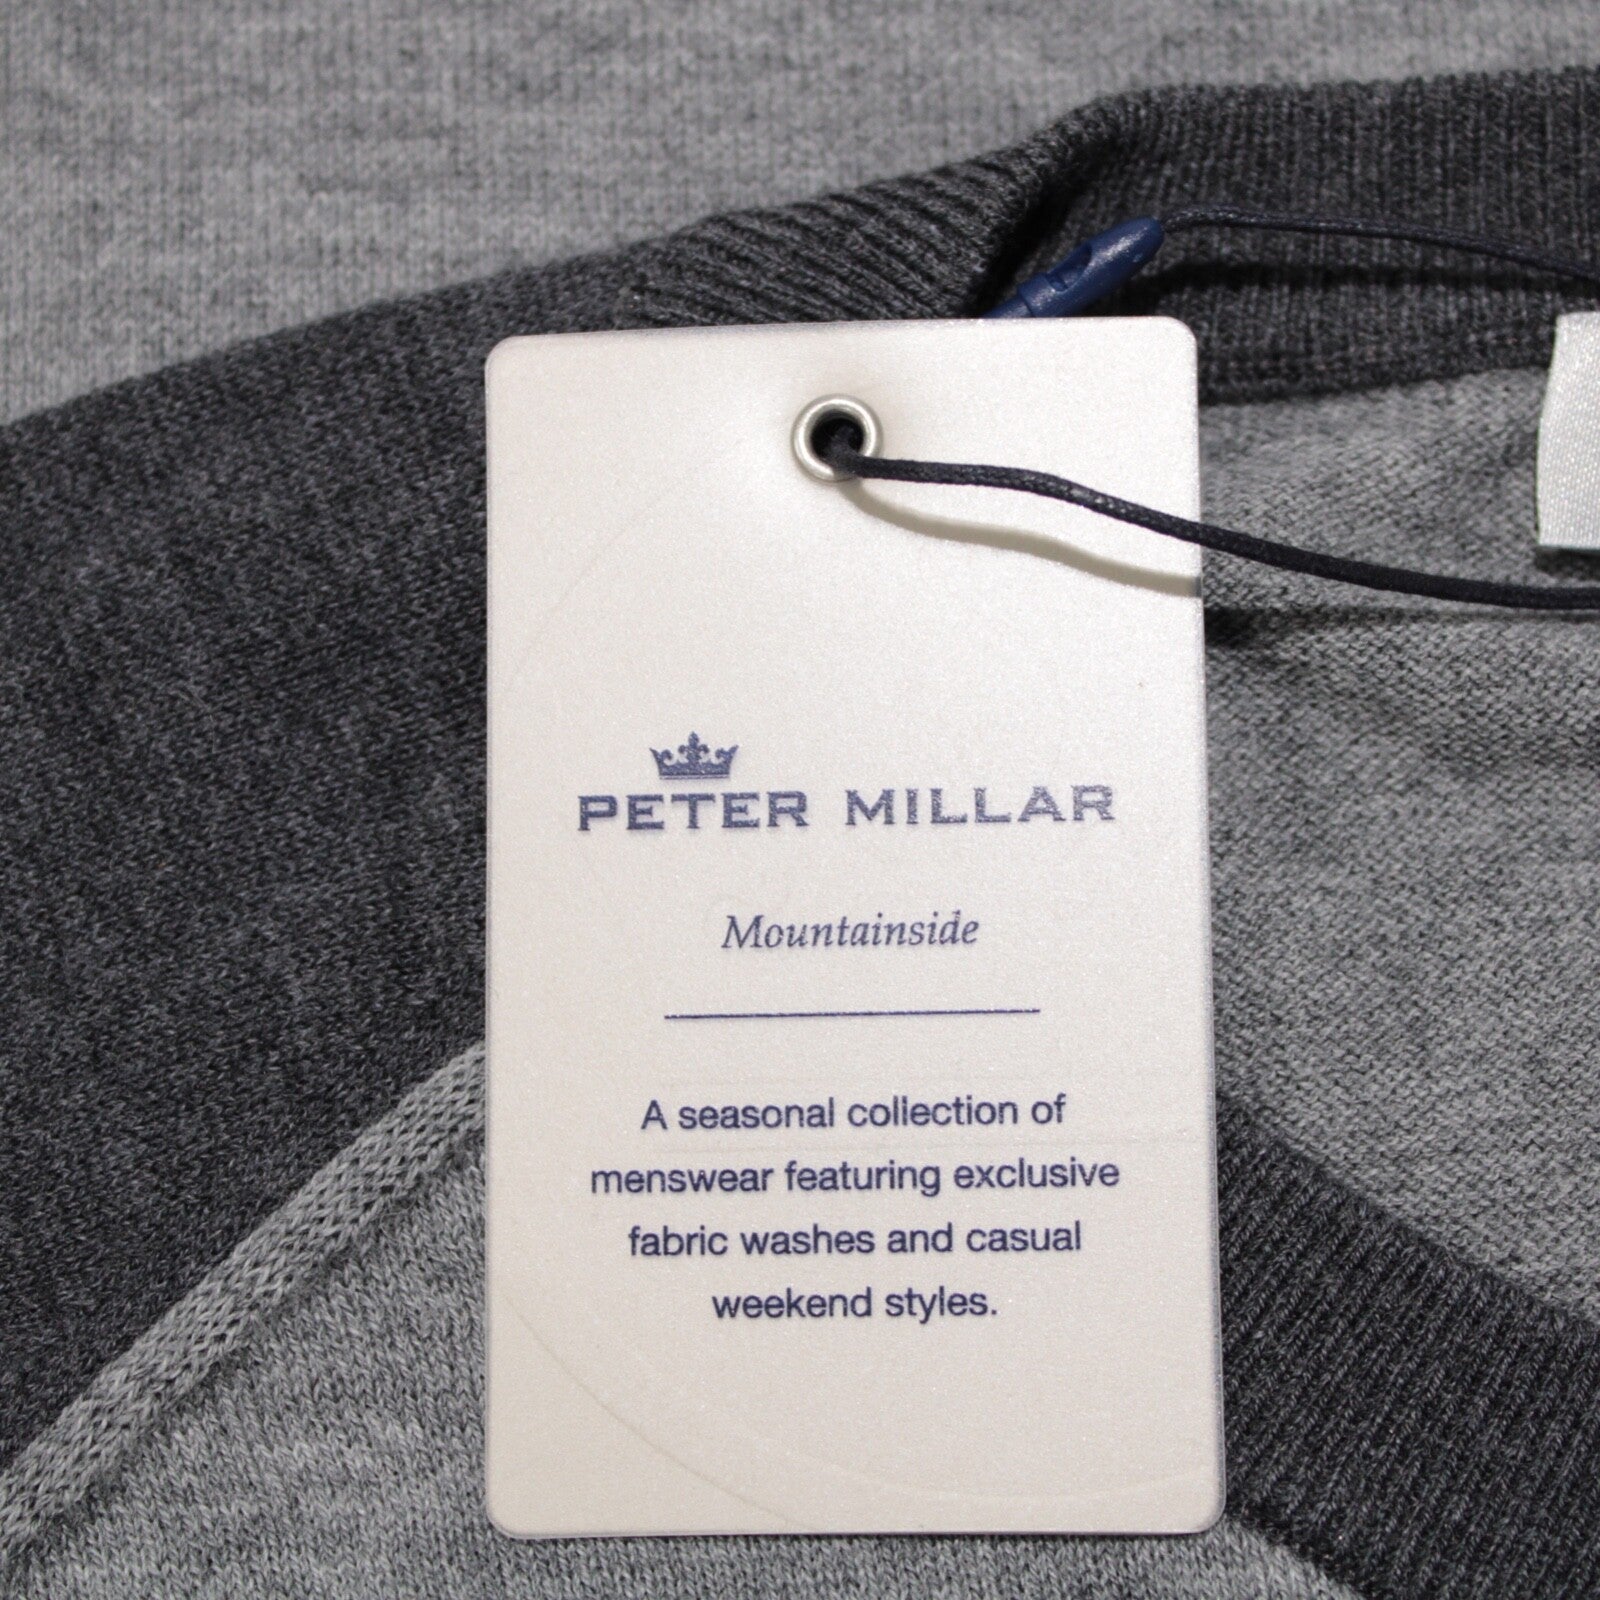 PETER MILLAR
Mountainside
A seasonal collection of
menswear featuring exclusive
fabric washes and casual
weekend styles.